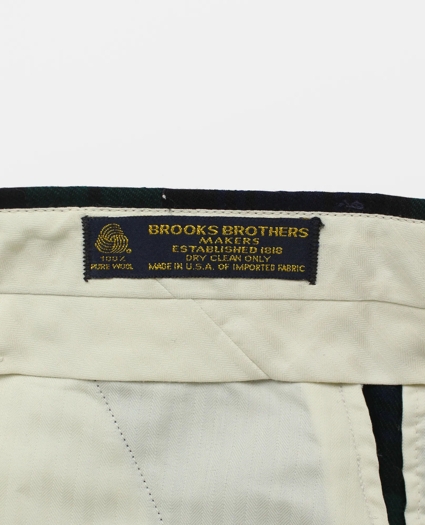 BROOKS BROTHERS
MAKERS
ESTABLISHED 1818
DRY CLEAN ONLY
MADE IN U.S.A. OF IMPORTED FABRIC
100%
PURE WOOL